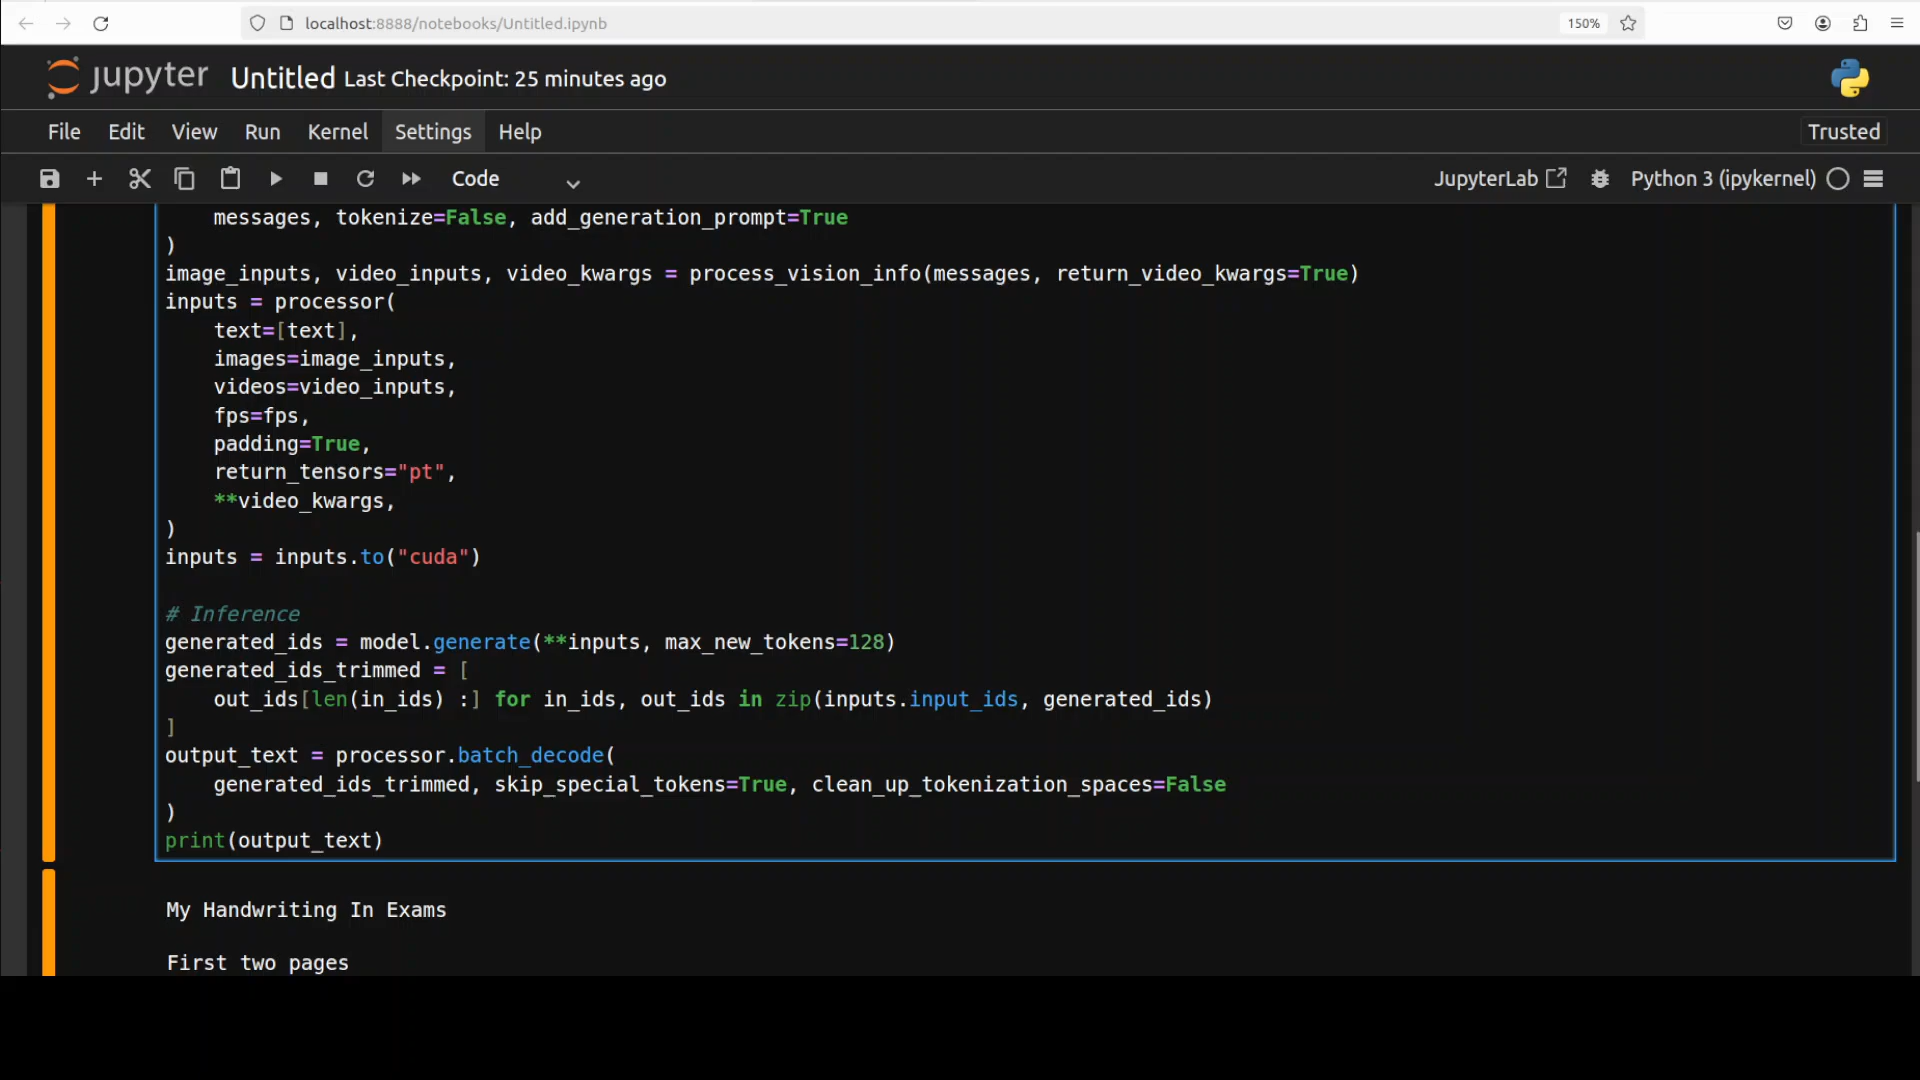 localhost:8888/notebooks/Untitled.ipynb
150%
jupyter Untitled Last Checkpoint: 25 minutes ago
File Edit View Run Kernel Settings Help
Trusted
Code
JupyterLab
Python 3 (ipykernel)
messages, tokenize=False, add_generation_prompt=True
)
image_inputs, video_inputs, video_kwargs = process_vision_info(messages, return_video_kwargs=True)
inputs = processor(
text=[text],
images=image_inputs,
videos=video_inputs,
fps=fps,
padding=True,
return_tensors="pt",
**video_kwargs,
)
inputs = inputs.to("cuda")
# Inference
generated_ids = model.generate(**inputs, max_new_tokens=128)
generated_ids_trimmed = [
out_ids[len(in_ids) :] for in_ids, out_ids in zip(inputs.input_ids, generated_ids)
]
output_text = processor.batch_decode(
generated_ids_trimmed, skip_special_tokens=True, clean_up_tokenization_spaces=False
)
print(output_text)
My Handwriting In Exams
First two pages